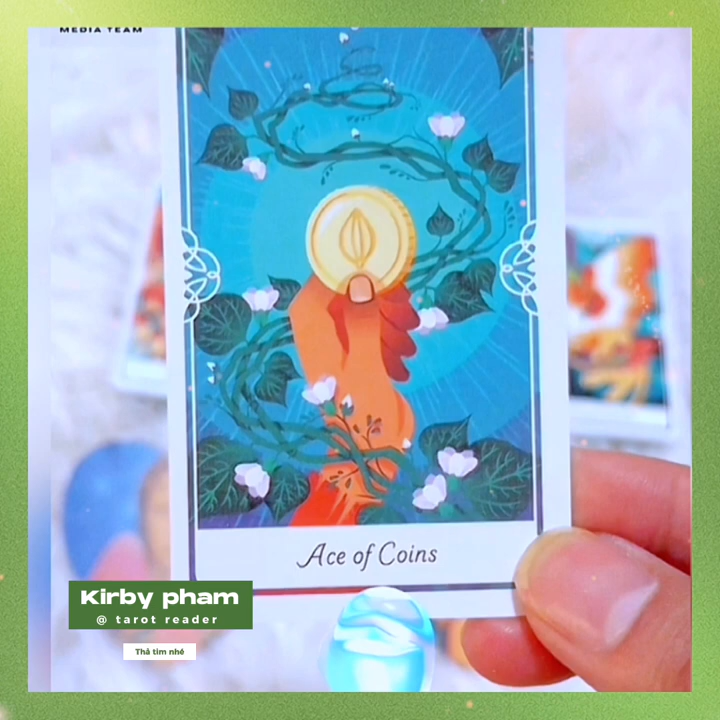 MEDIA TEAM
Ace of Coins
Kirby pham
@ tarot reader
Thả tim nhé